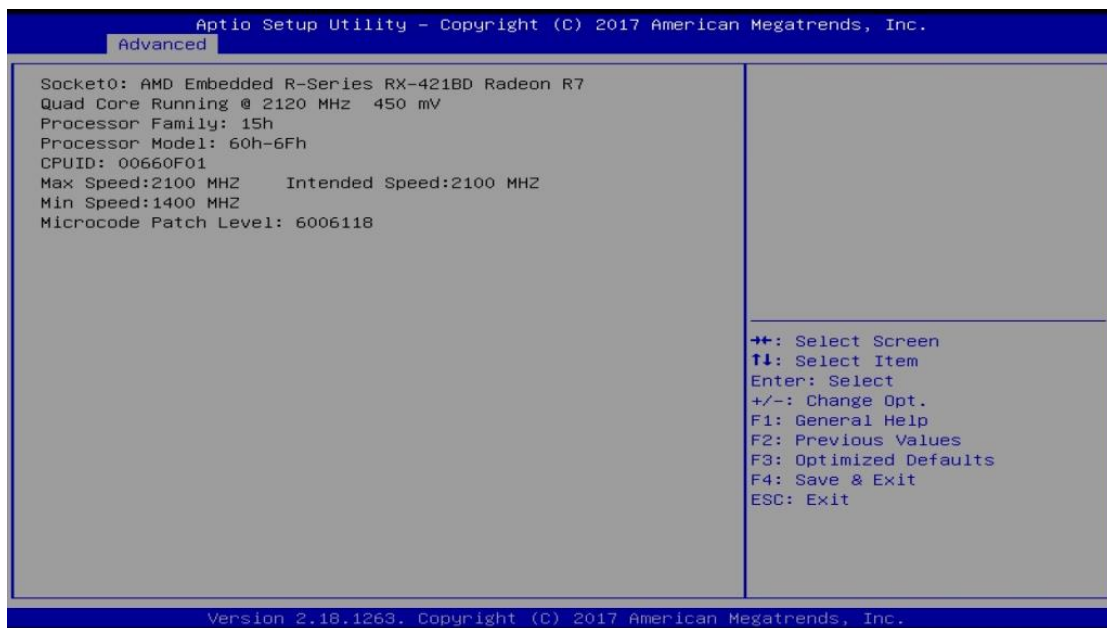 Aptio Setup Utility – Copyright (C) 2017 American Megatrends, Inc.
Advanced
Socket0: AMD Embedded R-Series RX-421BD Radeon R7
Quad Core Running @ 2120 MHz  450 mV
Processor Family: 15h
Processor Model: 60h-6Fh
CPUID: 00660F01
Max Speed:2100 MHZ    Intended Speed:2100 MHZ
Min Speed:1400 MHZ
Microcode Patch Level: 6006118
→←: Select Screen
↑↓: Select Item
Enter: Select
+/-: Change Opt.
F1: General Help
F2: Previous Values
F3: Optimized Defaults
F4: Save & Exit
ESC: Exit
Version 2.18.1263. Copyright (C) 2017 American Megatrends, Inc.